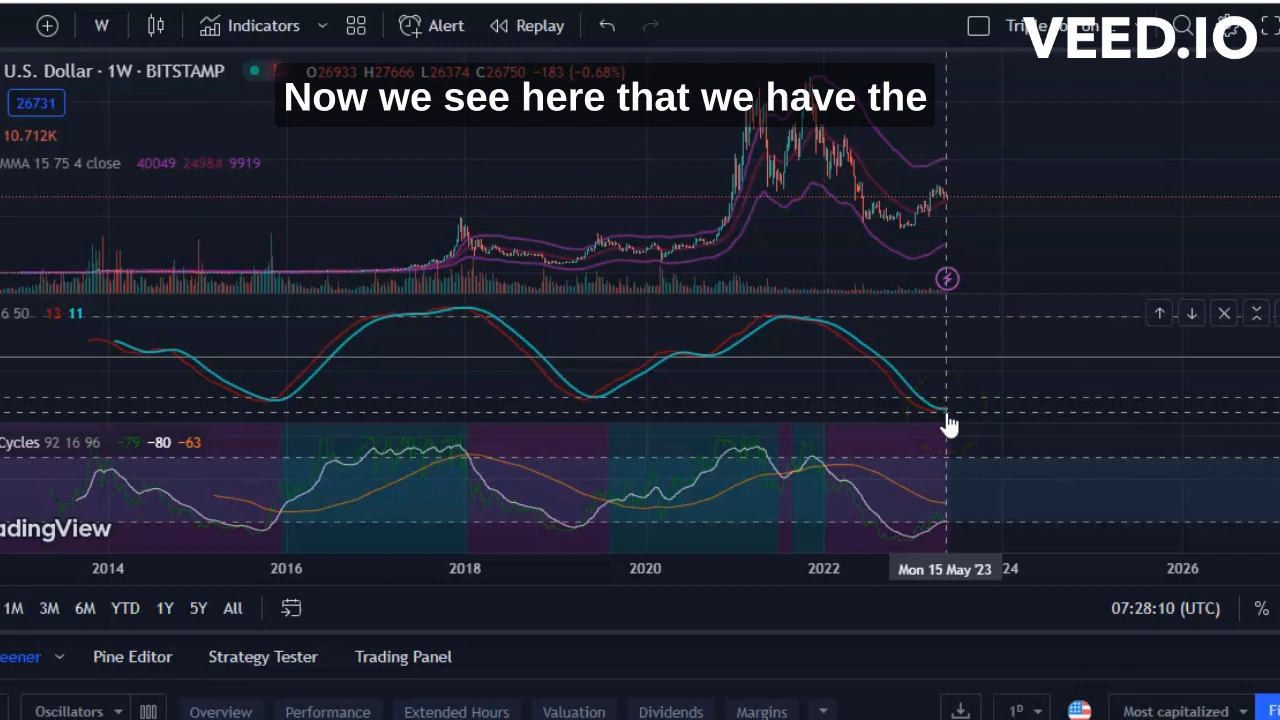 W Indicators Alert Replay
VEED.IO
U.S. Dollar · 1W · BITSTAMP O26933 H27666 L26374 C26750 −183 (−0.68%)
Now we see here that we have the
26731
10.712K
MMA 15 75 4 close 40049 24984 9919
6 50 13 11
Cycles 92 16 96 −79 −80 −63
adingView
2014 2016 2018 2020 2022 Mon 15 May '23 24 2026
1M 3M 6M YTD 1Y 5Y All 07:28:10 (UTC) %
eener Pine Editor Strategy Tester Trading Panel
Oscillators Overview Performance Extended Hours Valuation Dividends Margins 1D Most capitalized Fi